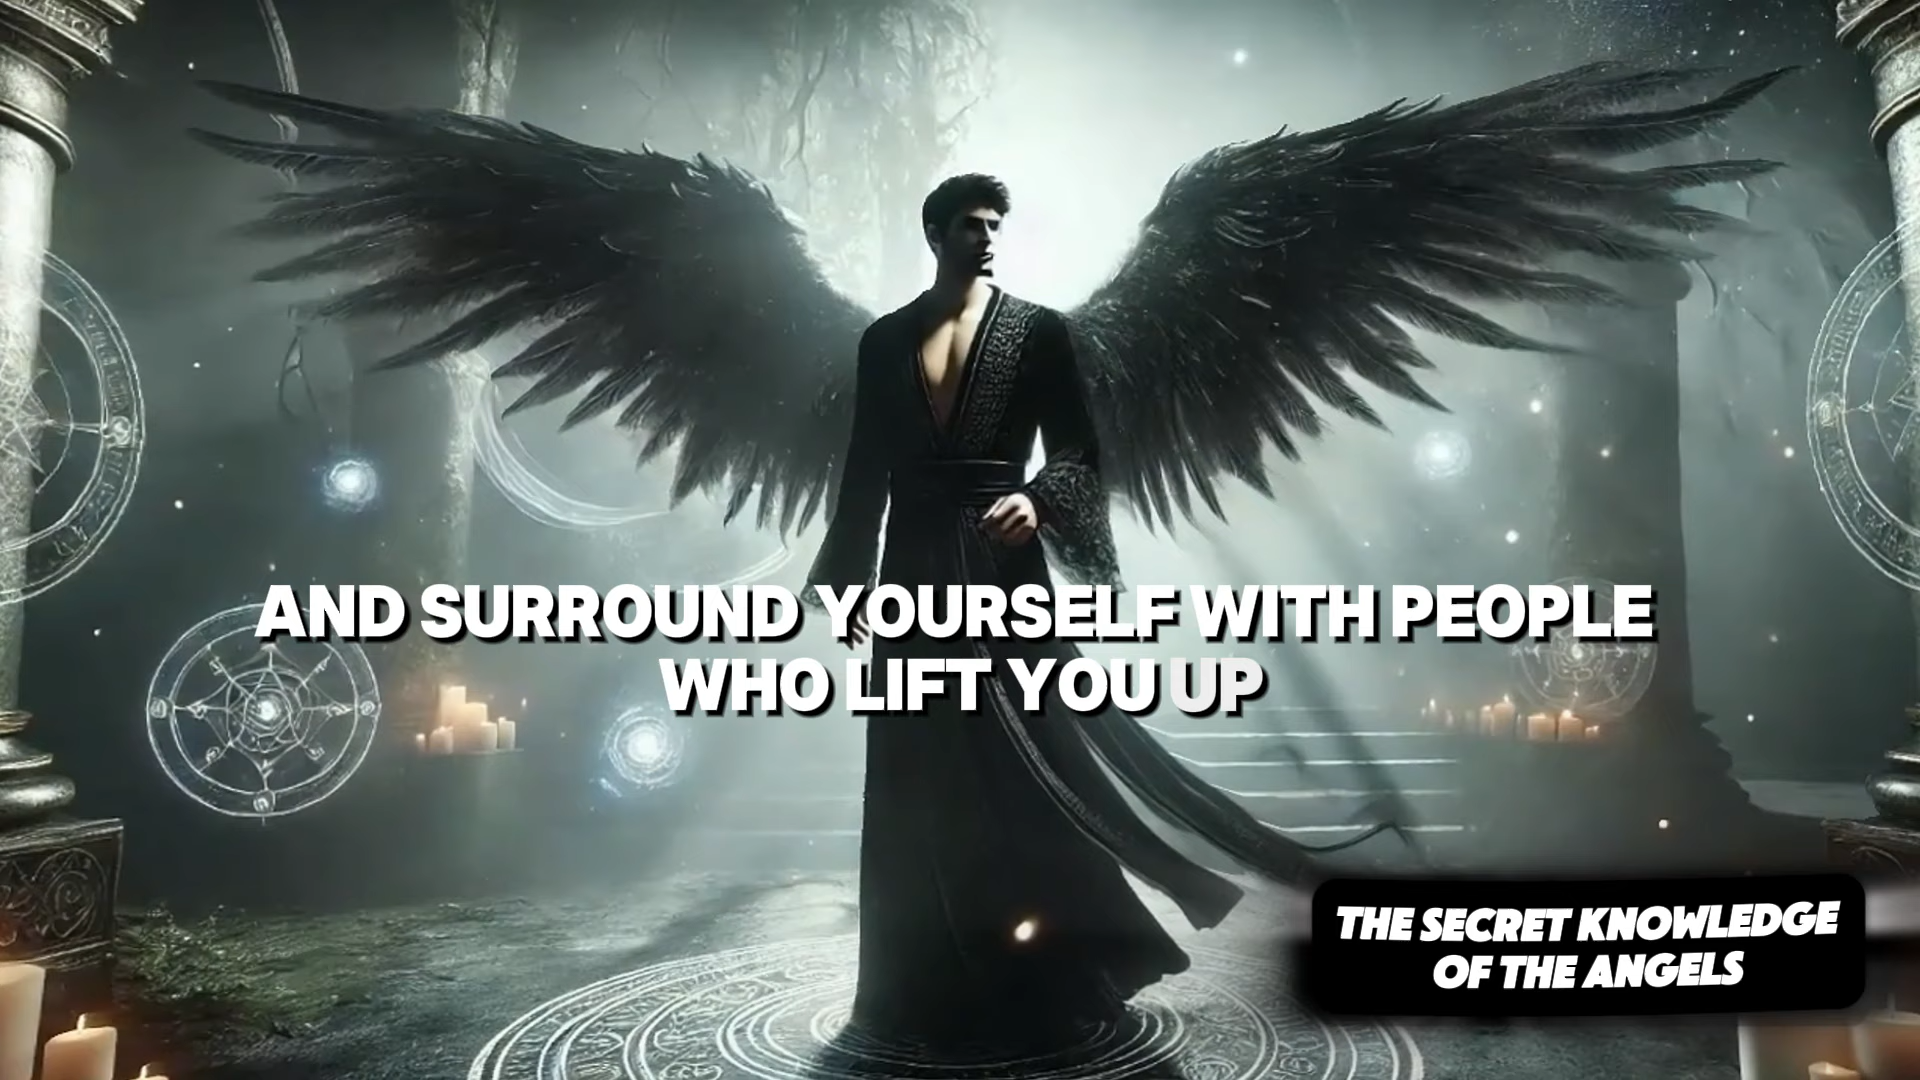 AND SURROUND YOURSELF WITH PEOPLE
WHO LIFT YOU UP
THE SECRET KNOWLEDGE
OF THE ANGELS